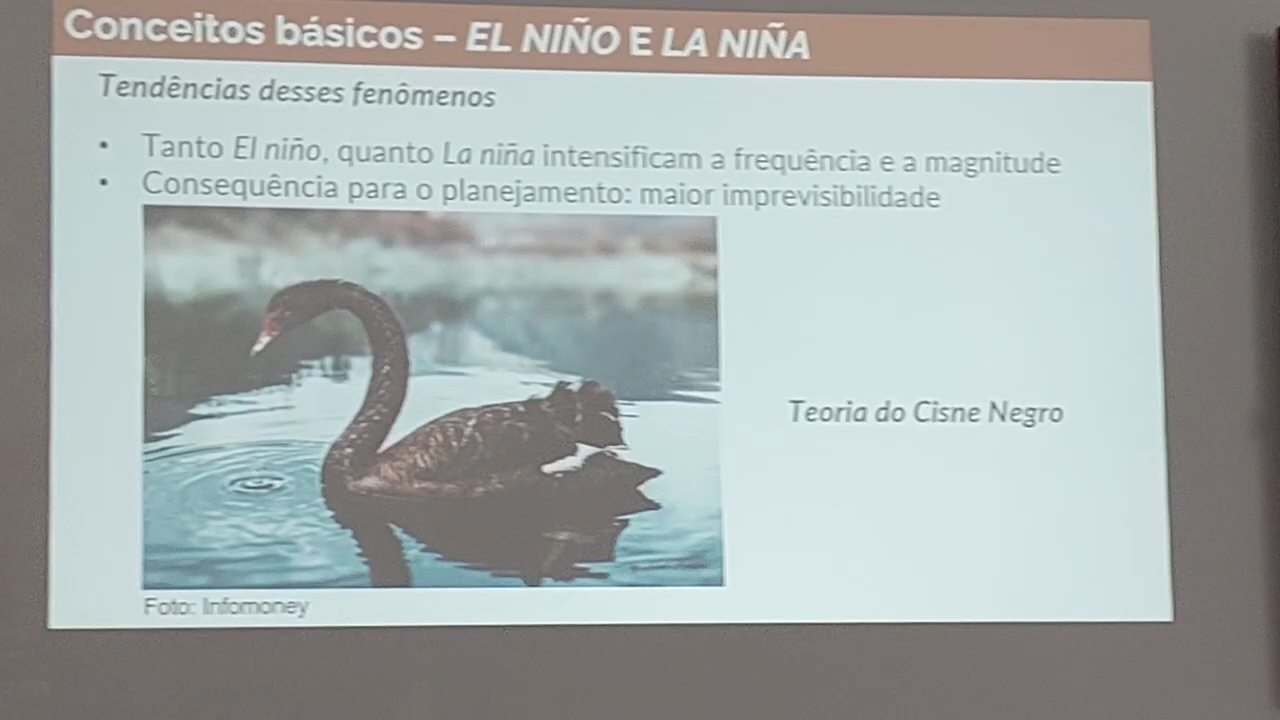 Conceitos básicos – EL NIÑO E LA NIÑA
Tendências desses fenômenos
• Tanto El niño, quanto La niña intensificam a frequência e a magnitude
• Consequência para o planejamento: maior imprevisibilidade
Teoria do Cisne Negro
Foto: Infomoney